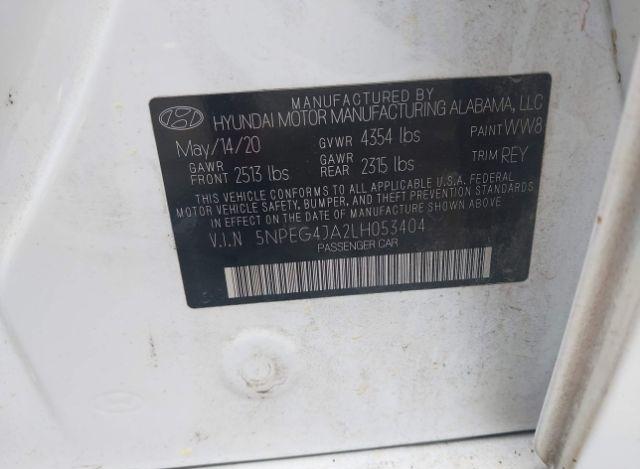 MANUFACTURED BY
HYUNDAI MOTOR MANUFACTURING ALABAMA, LLC
May/14/20 GVWR 4354 lbs PAINT WW8
GAWR FRONT 2513 lbs GAWR REAR 2315 lbs TRIM REY
THIS VEHICLE CONFORMS TO ALL APPLICABLE U.S.A. FEDERAL
MOTOR VEHICLE SAFETY, BUMPER, AND THEFT PREVENTION STANDARDS
IN EFFECT ON THE DATE OF MANUFACTURE SHOWN ABOVE.
V.I.N 5NPEG4JA2LH053404
PASSENGER CAR